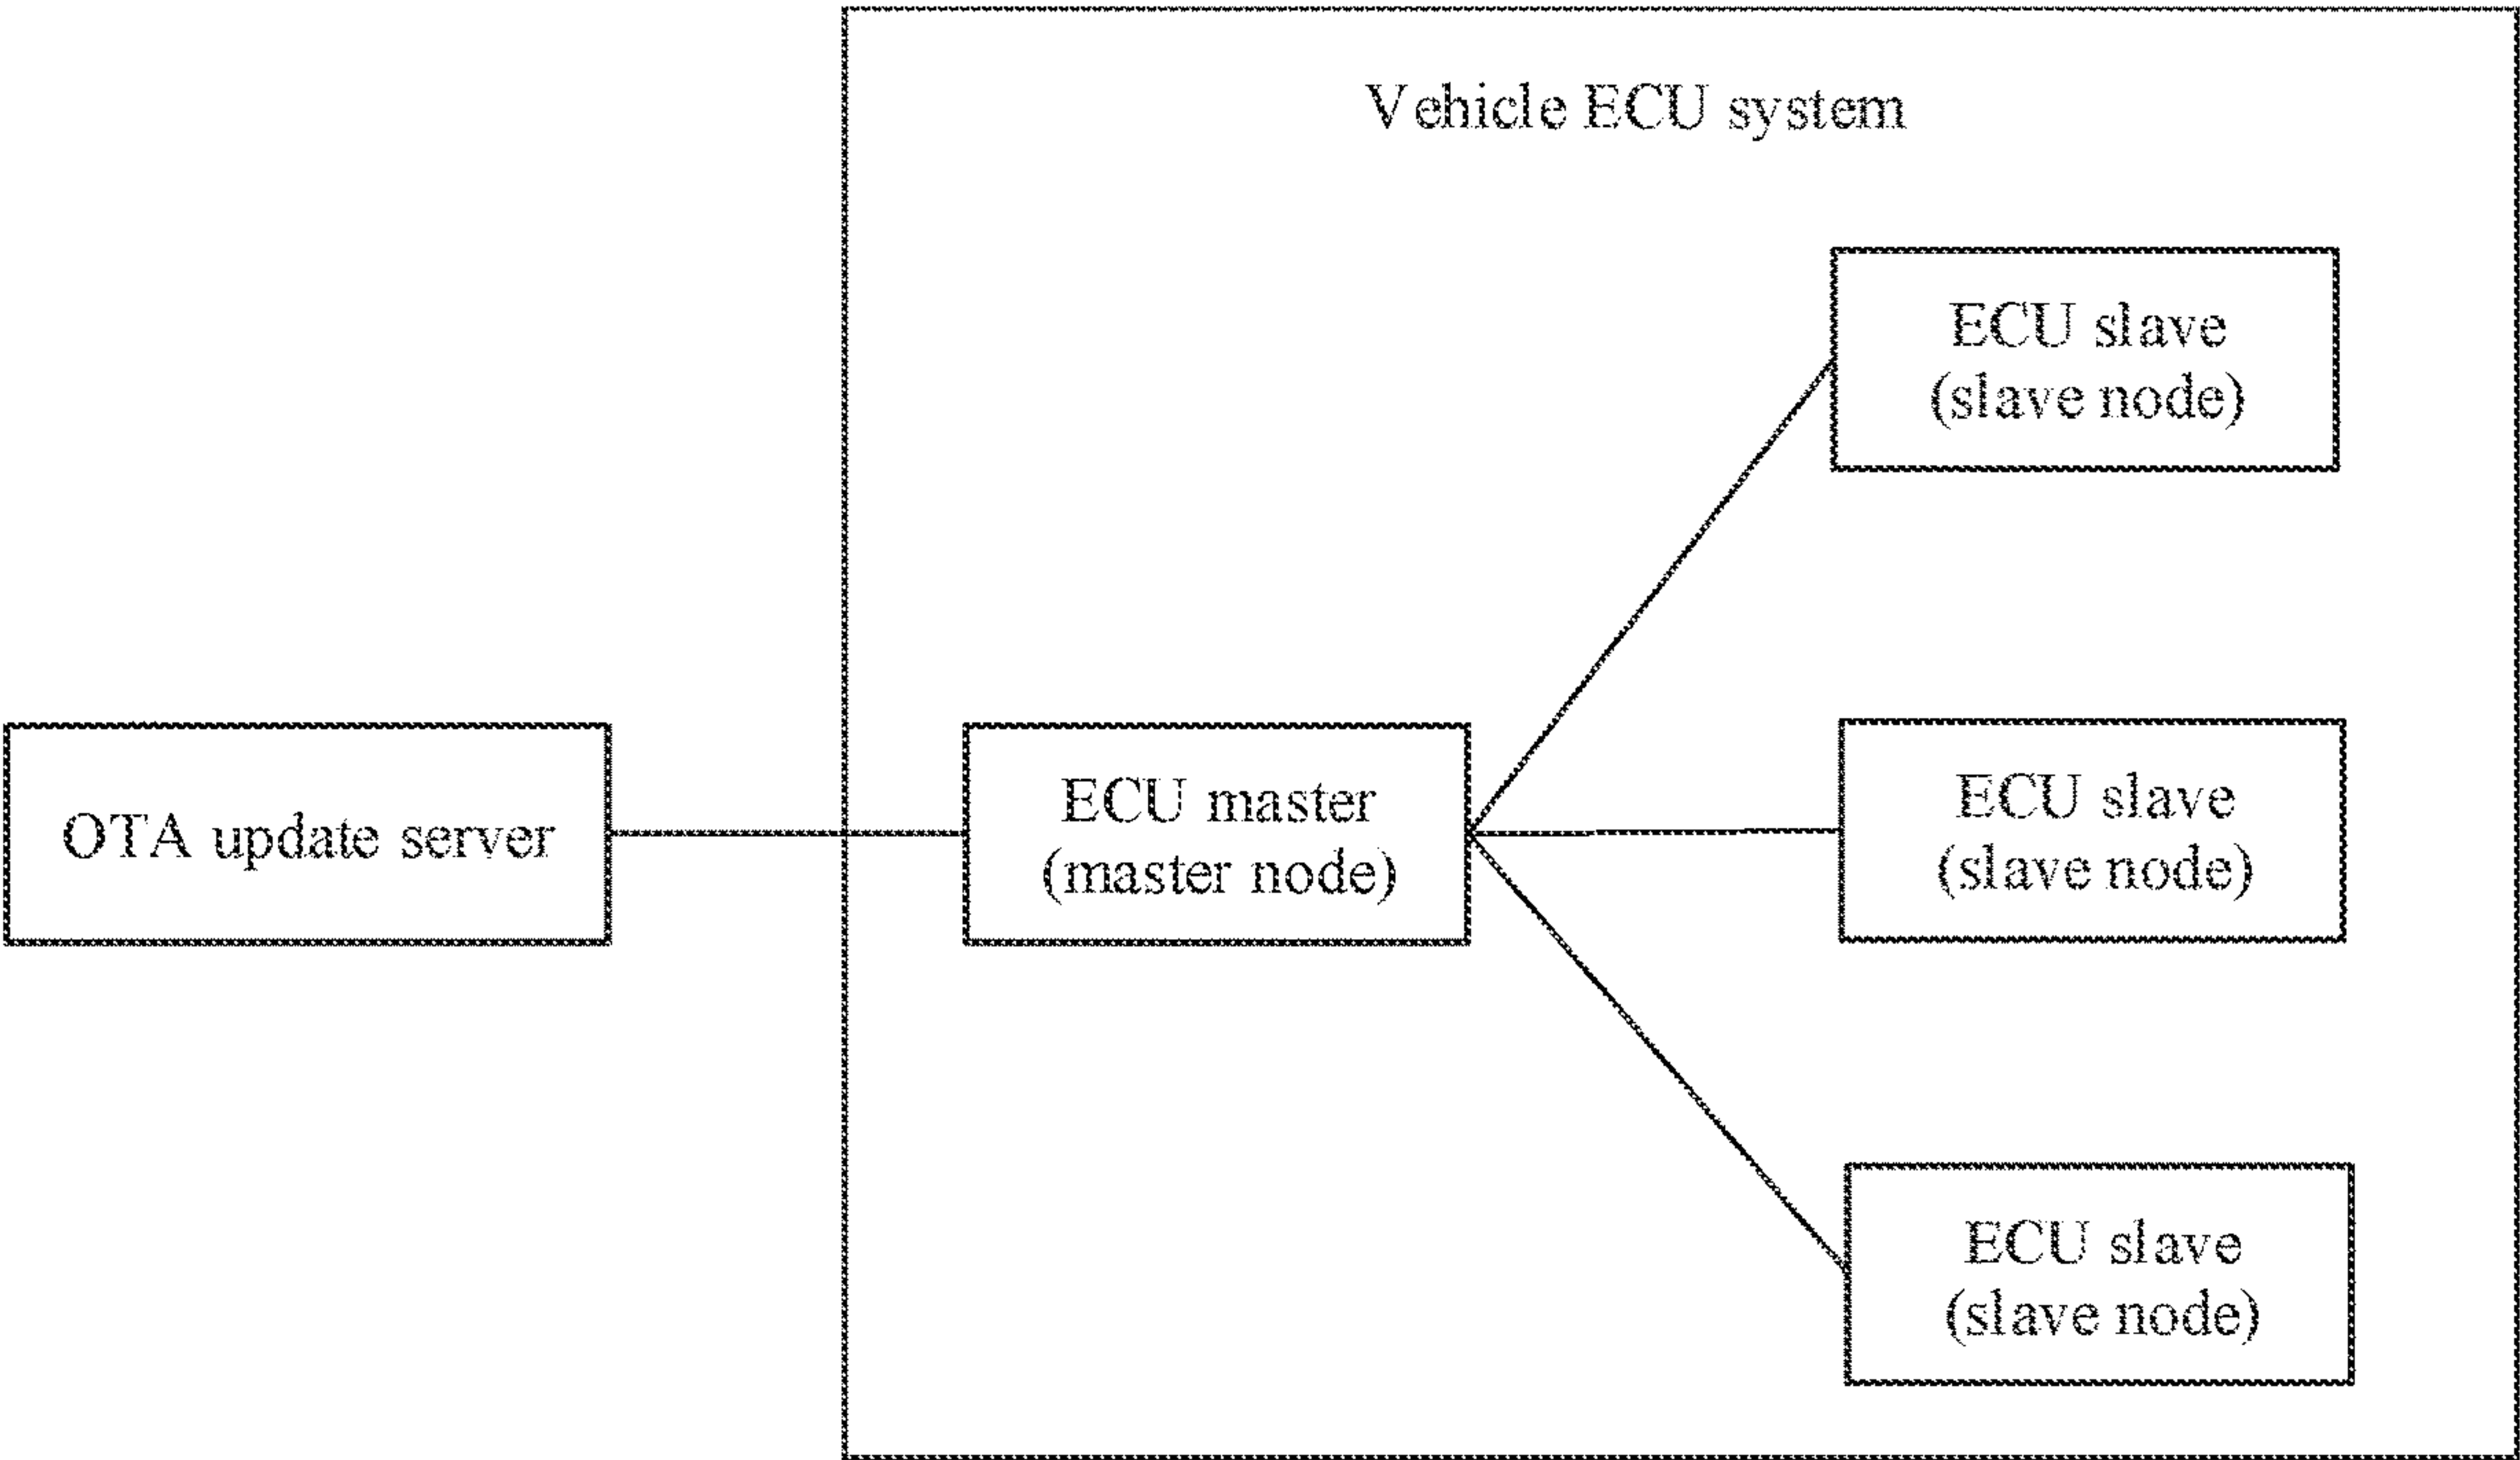 Vehicle ECU system
ECU slave
(slave node)
OTA update server
ECU master
(master node)
ECU slave
(slave node)
ECU slave
(slave node)